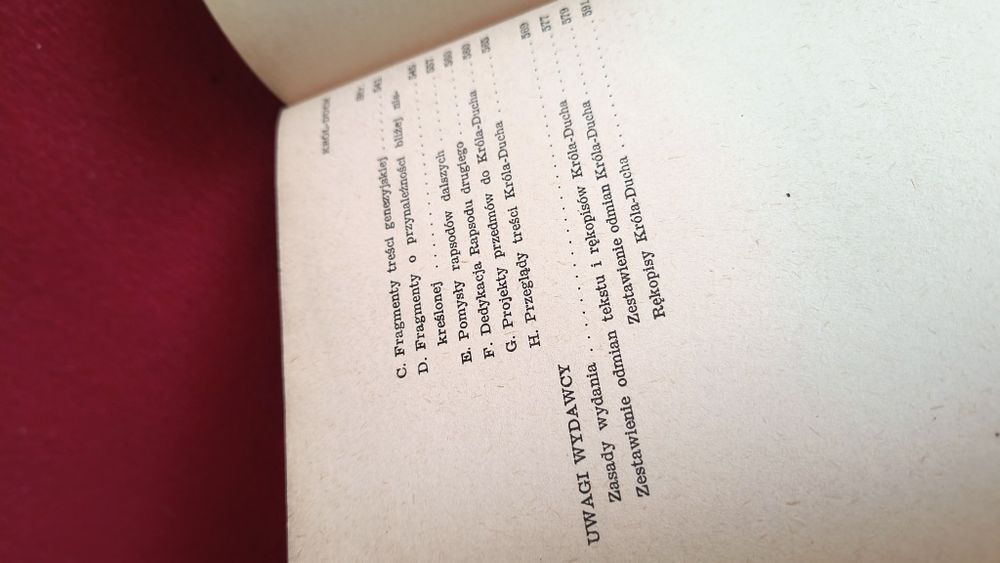 KRÓL-DUCH
Str.
C. Fragmenty treści genezyjskiej . . . . 541
D. Fragmenty o przynależności bliżej nie-
kreślonej . . . . . . . . . . . . 545
E. Pomysły rapsodów dalszych . . . . . 557
F. Dedykacja Rapsodu drugiego . . . . 560
G. Projekty przedmów do Króla-Ducha 560
H. Przeglądy treści Króla-Ducha . . . . 565
UWAGI WYDAWCY
Zasady wydania . . . . . . . . . . . . . . 569
Zestawienie odmian tekstu i rękopisów Króla-Ducha . . . . 577
Zestawienie odmian Króla-Ducha . . . . 579
Rękopisy Króla-Ducha . . . . . . 591